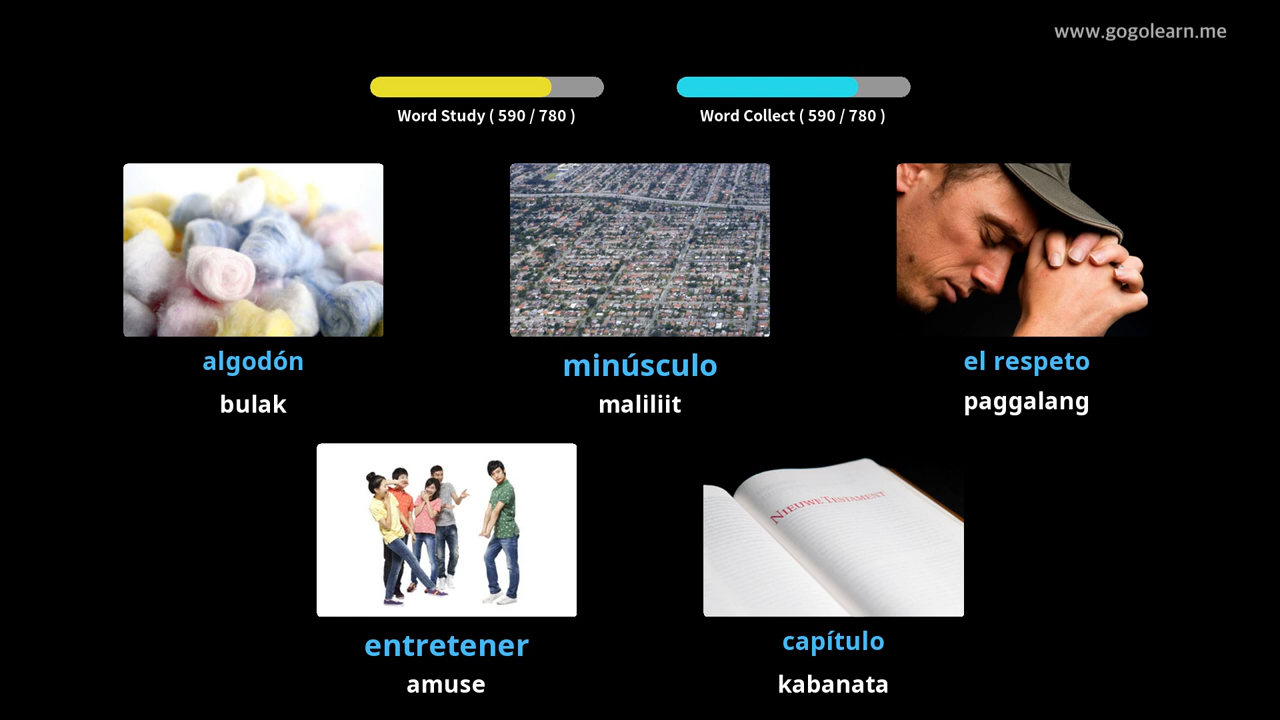 www.gogolearn.me
Word Study ( 590 / 780 )
Word Collect ( 590 / 780 )
algodón
bulak
minúsculo
maliliit
el respeto
paggalang
NIEUWE TESTAMENT
entretener
amuse
capítulo
kabanata